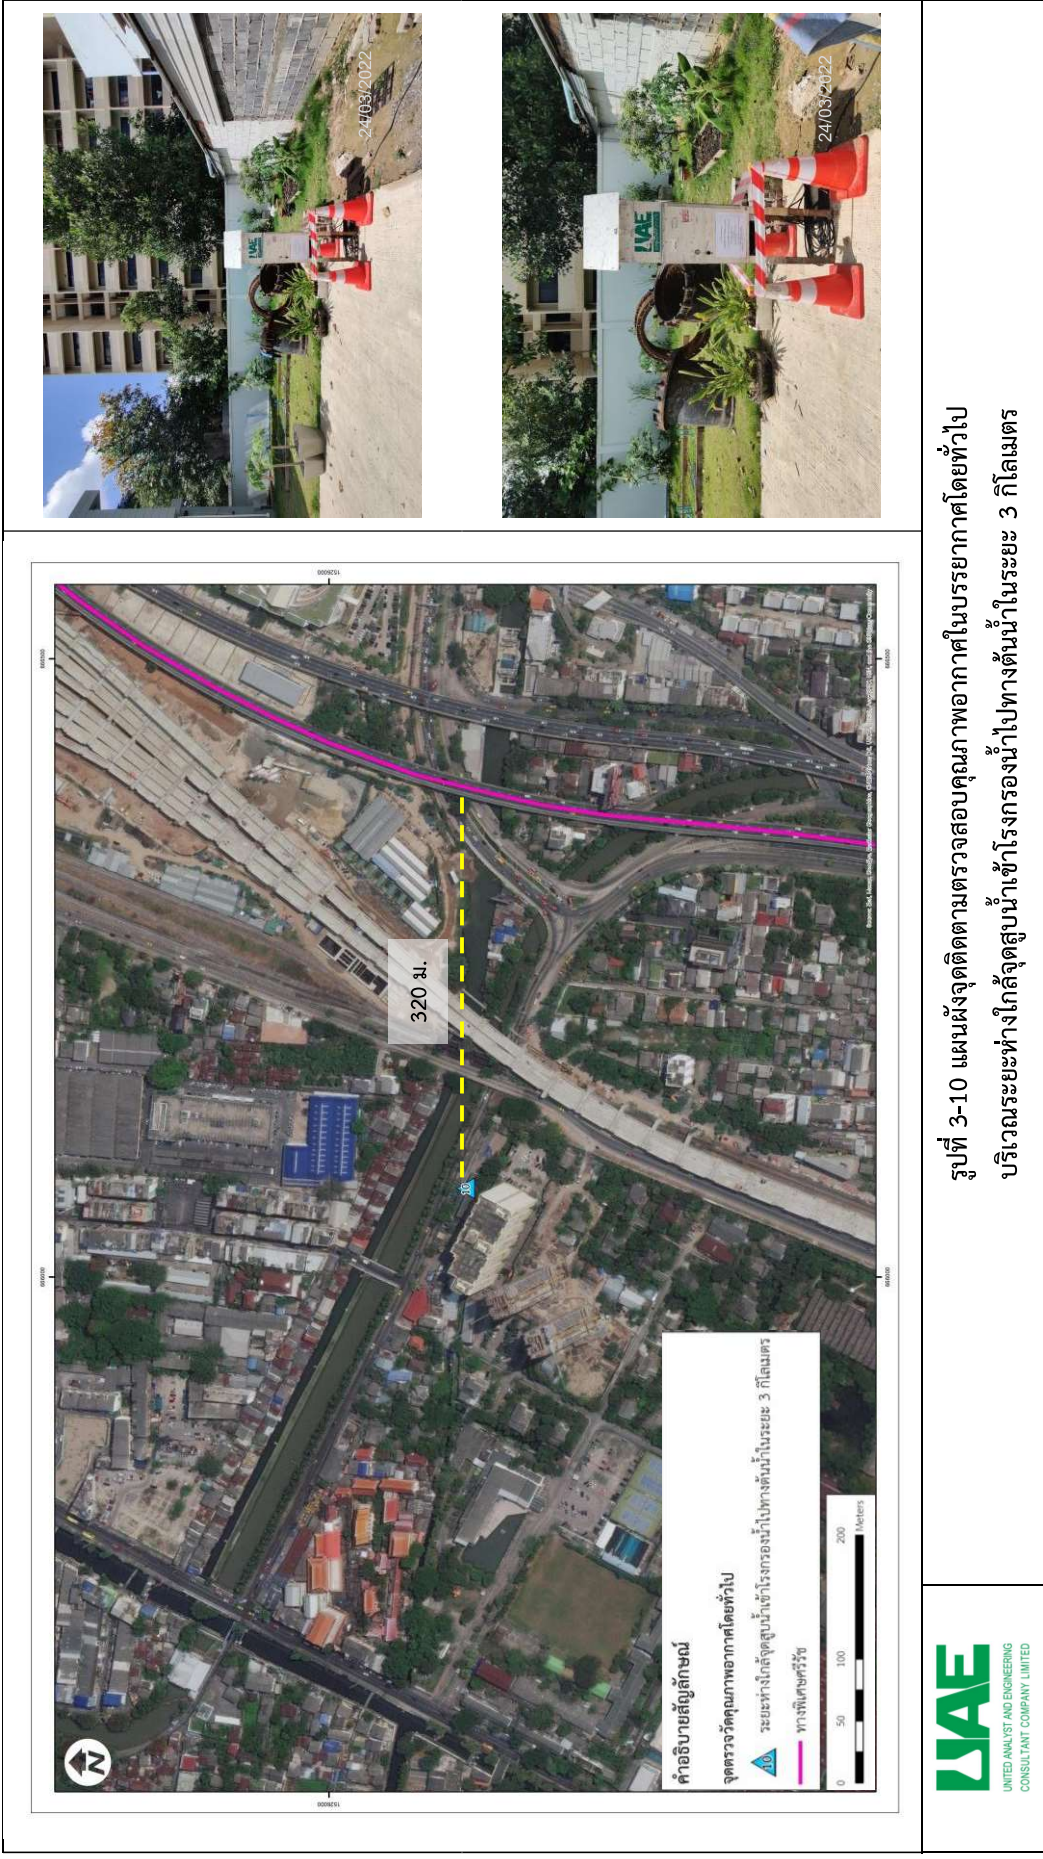 24/03/2022
24/03/2022
UAE
UAE
1526000
666000
666000
1526000
N
320 ม.
10
คำอธิบายสัญลักษณ์
จุดตรวจวัดคุณภาพอากาศโดยทั่วไป
10 ระยะห่างใกล้จุดสูบน้ำเข้าโรงกรองน้ำไปทางต้นน้ำในระยะ 3 กิโลเมตร
ทางพิเศษศรีรัช
0 50 100 200
Meters
UAE
UNITED ANALYST AND ENGINEERING
CONSULTANT COMPANY LIMITED
รูปที่ 3-10 แผนผังจุดติดตามตรวจสอบคุณภาพอากาศในบรรยากาศโดยทั่วไป
บริเวณระยะห่างใกล้จุดสูบน้ำเข้าโรงกรองน้ำไปทางต้นน้ำในระยะ 3 กิโลเมตร